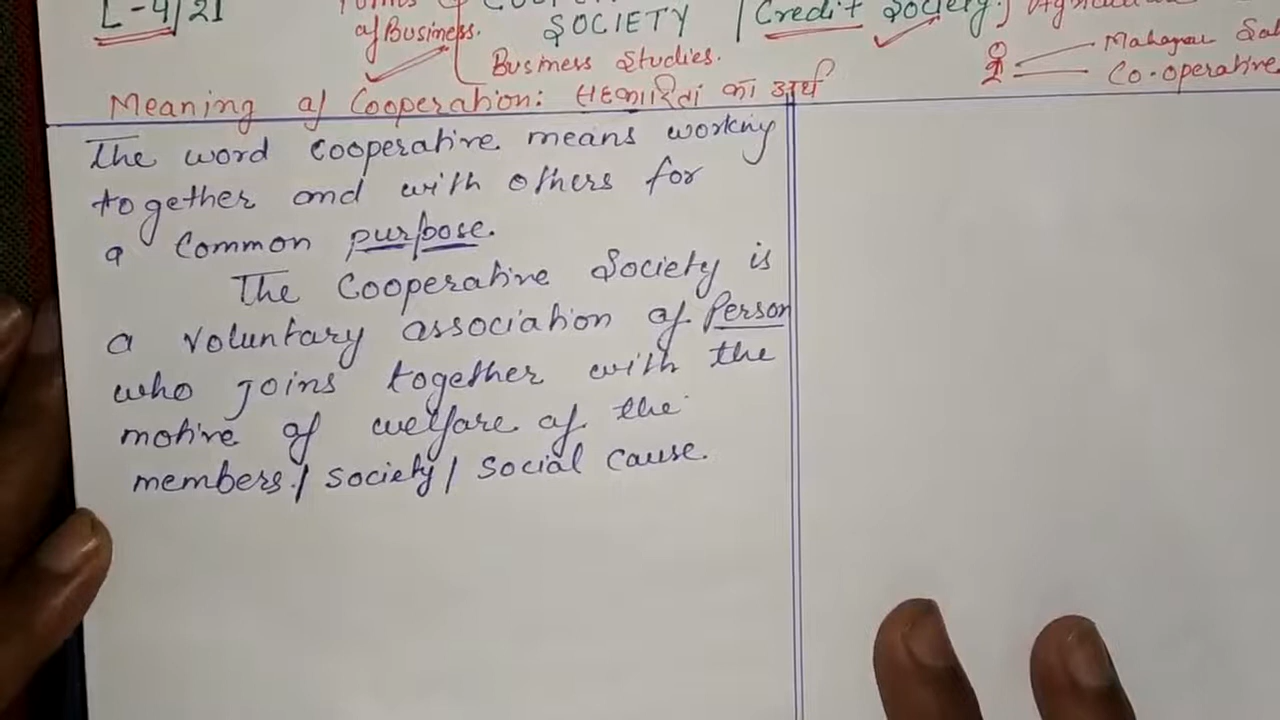 L-4/21
of Business.
SOCIETY
(Credit Society)
Business Studies.
Co-operative
Meaning of Cooperation: सहकारिता का अर्थ
The word cooperative means working
together and with others for
a common purpose.
The Cooperative Society is
a voluntary association of Person
who joins together with the
motive of welfare of the
members/ society/ social cause.